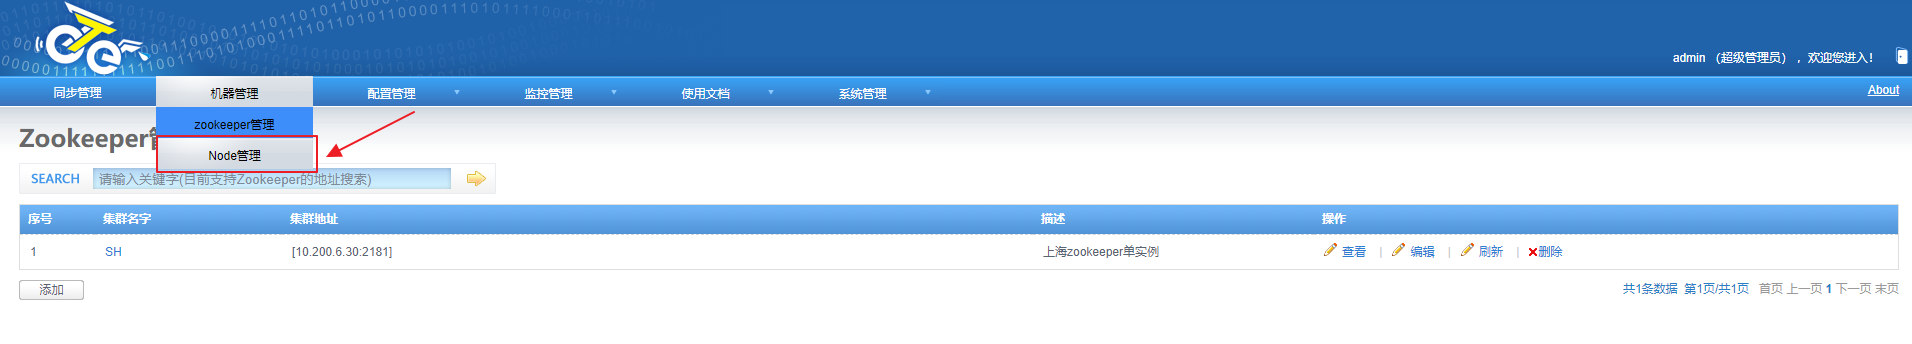 eTe
admin （超级管理员），欢迎您进入！
同步管理 机器管理 配置管理 监控管理 使用文档 系统管理 About
zookeeper管理
Node管理
Zookeeper
SEARCH 请输入关键字(目前支持Zookeeper的地址搜索)
序号 集群名字 集群地址 描述 操作
1 SH [10.200.6.30:2181] 上海zookeeper单实例 查看 | 编辑 | 刷新 | 删除
添加 共1条数据 第1页/共1页 首页 上一页 1 下一页 末页